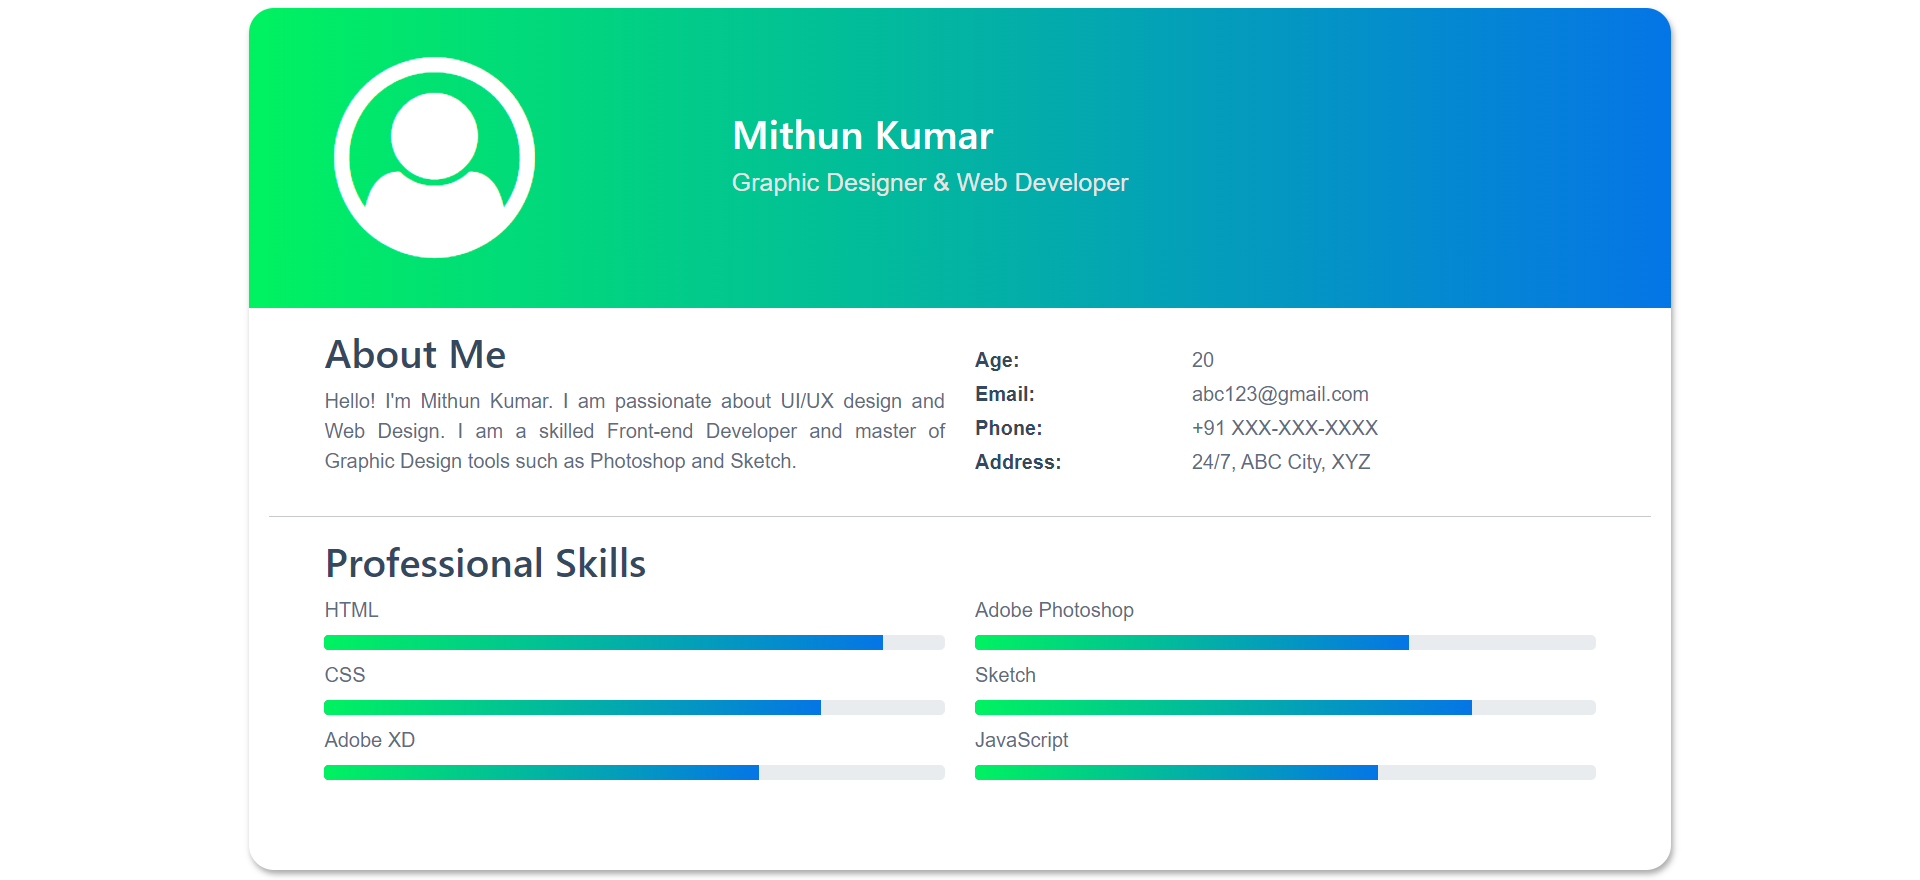 Mithun Kumar
Graphic Designer & Web Developer
About Me
Hello! I'm Mithun Kumar. I am passionate about UI/UX design and
Web Design. I am a skilled Front-end Developer and master of
Graphic Design tools such as Photoshop and Sketch.
Age: 20
Email: abc123@gmail.com
Phone: +91 XXX-XXX-XXXX
Address: 24/7, ABC City, XYZ
Professional Skills
HTML
CSS
Adobe XD
Adobe Photoshop
Sketch
JavaScript